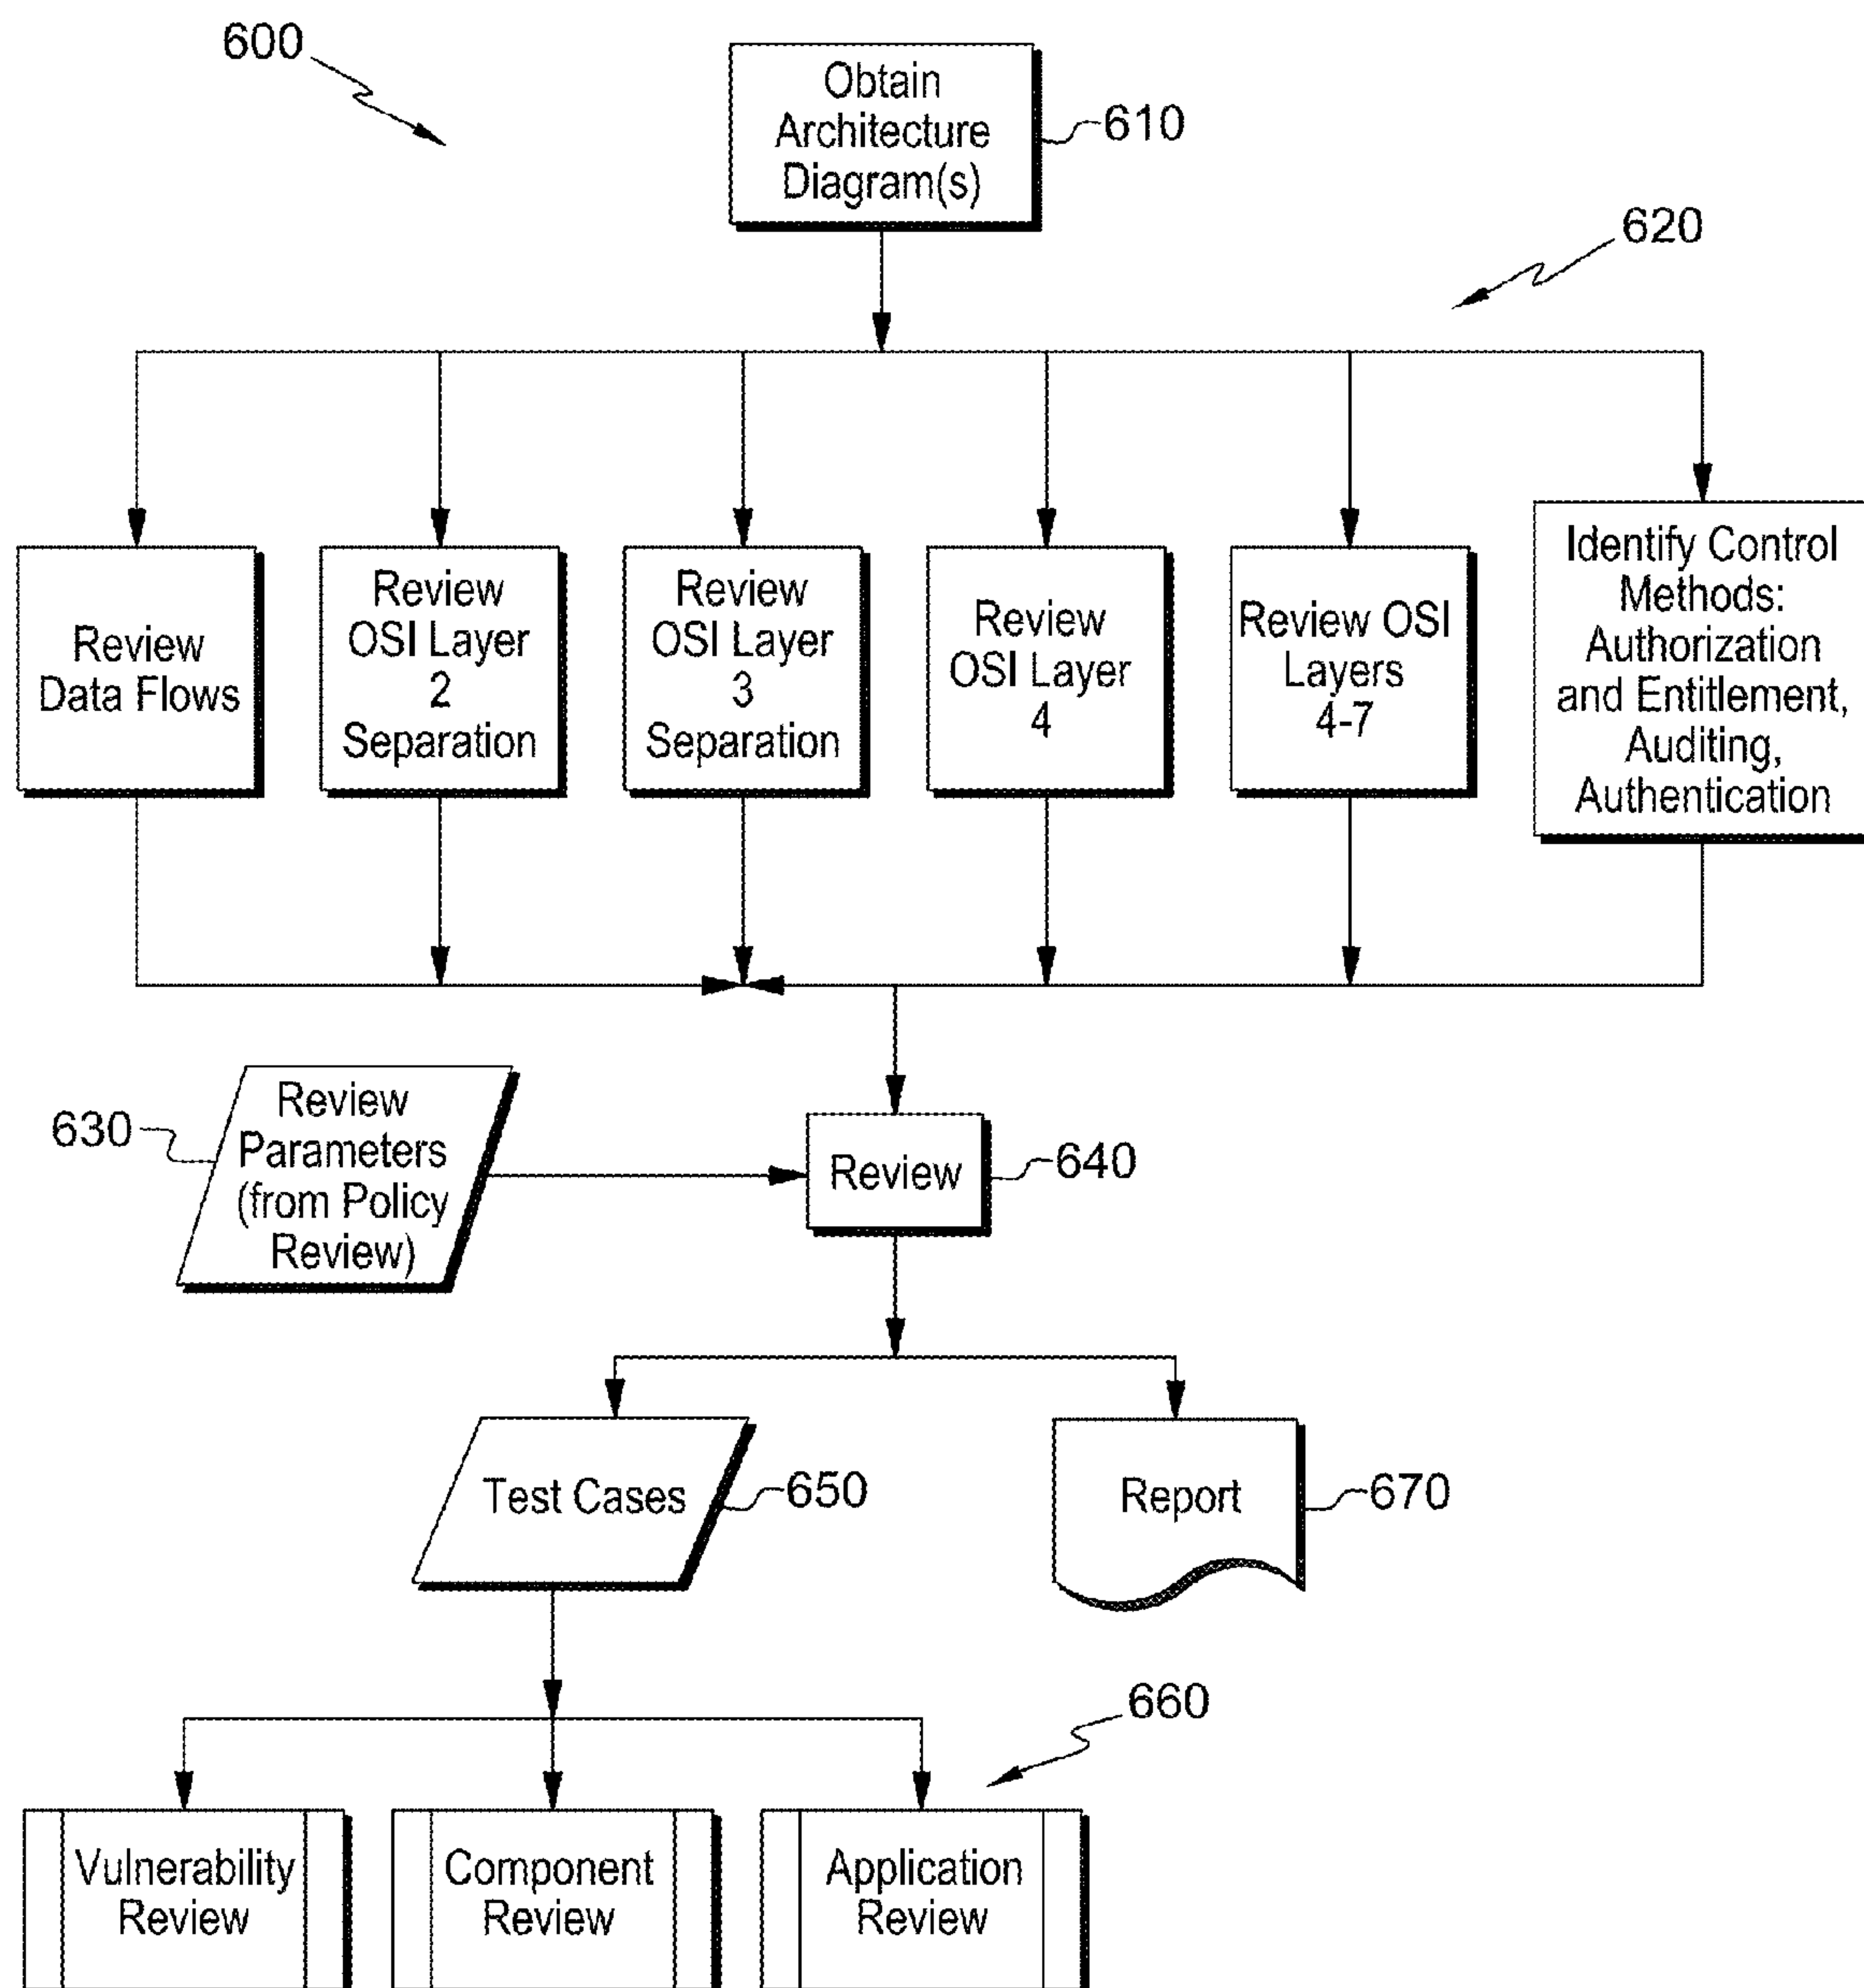 600
Obtain
Architecture
Diagram(s)
610
620
Review
Data Flows
Review
OSI Layer
2
Separation
Review
OSI Layer
3
Separation
Review
OSI Layer
4
Review OSI
Layers
4-7
Identify Control
Methods:
Authorization
and Entitlement,
Auditing,
Authentication
630
Review
Parameters
(from Policy
Review)
Review
640
Test Cases
650
Report
670
660
Vulnerability
Review
Component
Review
Application
Review